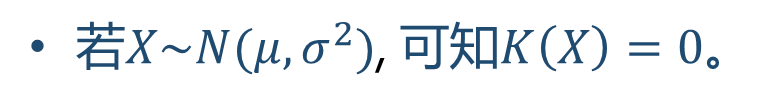 • 若X~N(μ,σ²), 可知K(X) = 0。